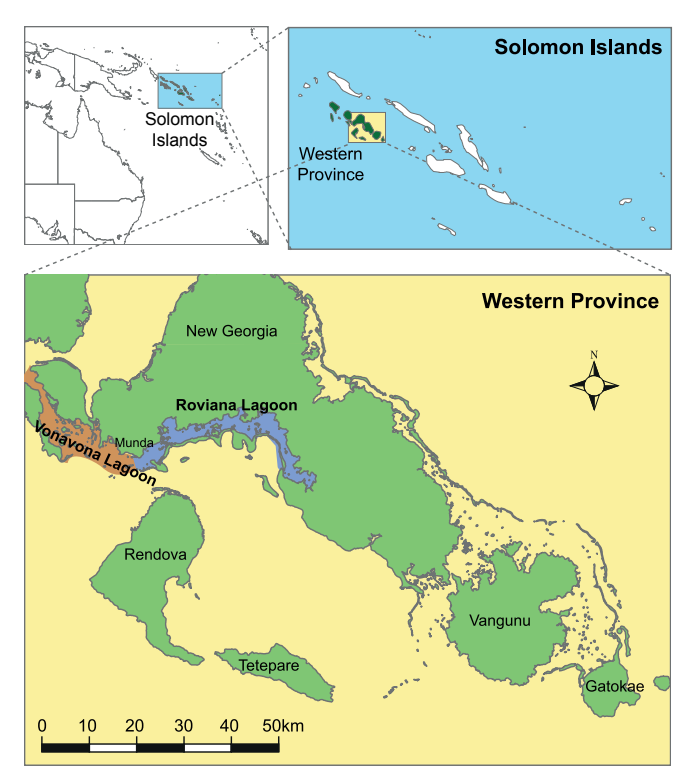 Solomon
Islands
Solomon Islands
Western
Province
Western Province
N
New Georgia
Roviana Lagoon
Munda
Vonavona Lagoon
Rendova
Vangunu
Tetepare
Gatokae
0 10 20 30 40 50km